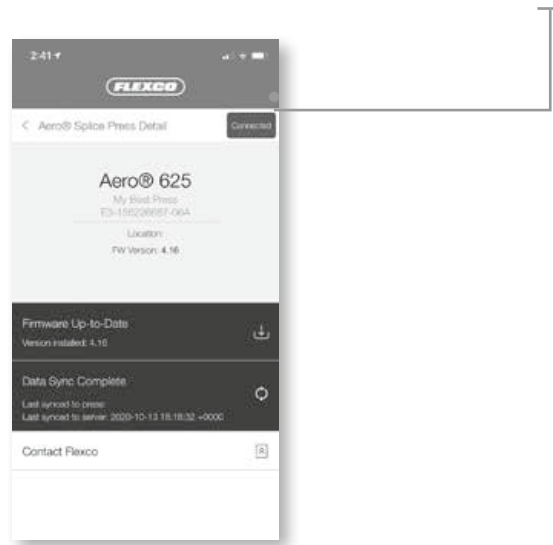 2:41
FLEXCO
< Aero® Splice Press Detail
Connected
Aero® 625
My Best Press
Location:
FW Version: 4.16
Firmware Up-to-Date
Version installed: 4.16
Data Sync Complete
Last synced to press:
Last synced to server: 2020-10-13 18:18:32 +0000
Contact Flexco